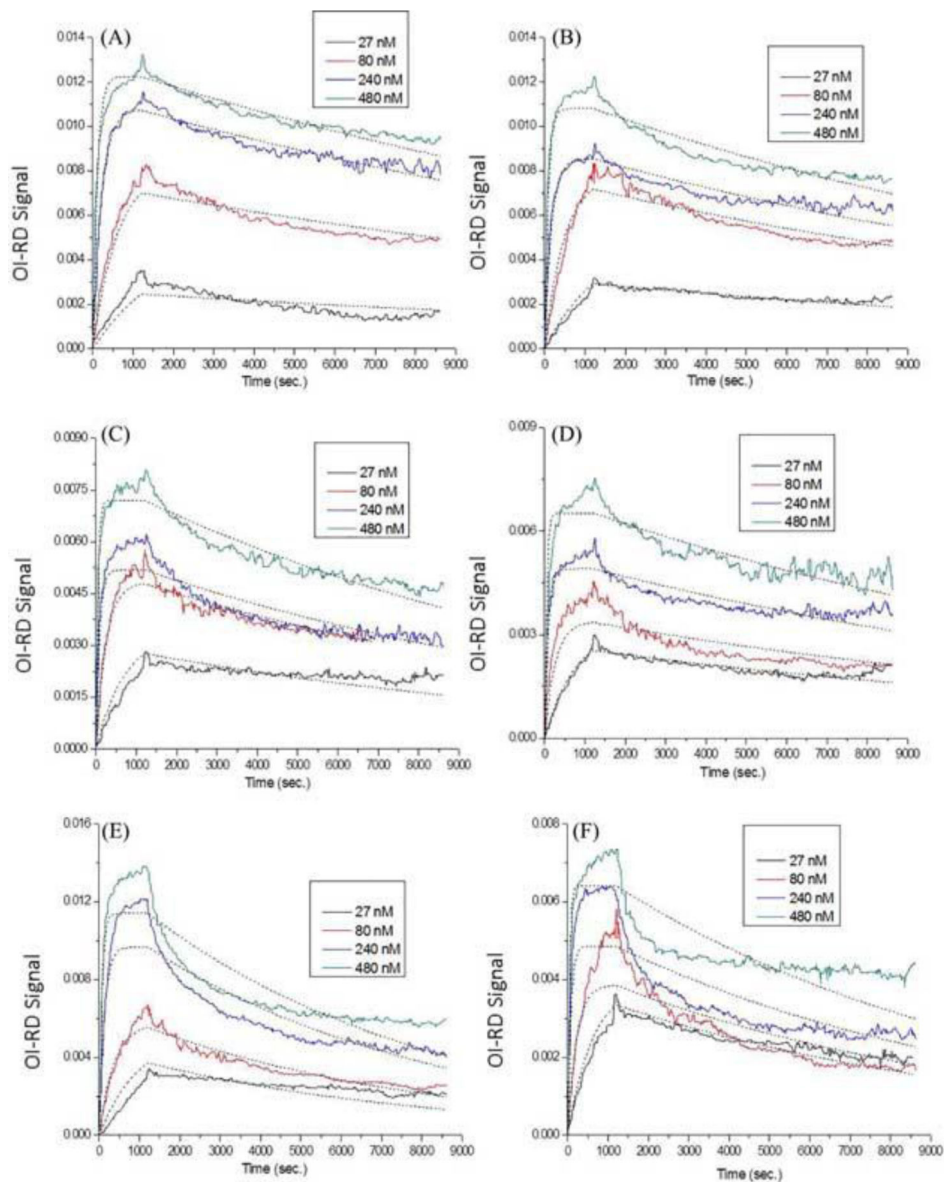 (A)
27 nM
80 nM
240 nM
480 nM
0.014
0.012
0.010
0.008
0.006
0.004
0.002
0.000
OI-RD Signal
0 1000 2000 3000 4000 5000 6000 7000 8000 9000
Time (sec.)
(B)
27 nM
80 nM
240 nM
480 nM
0.014
0.012
0.010
0.008
0.006
0.004
0.002
0.000
OI-RD Signal
0 1000 2000 3000 4000 5000 6000 7000 8000 9000
Time (sec.)
(C)
27 nM
80 nM
240 nM
480 nM
0.0090
0.0075
0.0060
0.0045
0.0030
0.0015
0.0000
OI-RD Signal
0 1000 2000 3000 4000 5000 6000 7000 8000 9000
Time (sec.)
(D)
27 nM
80 nM
240 nM
480 nM
0.009
0.006
0.003
0.000
OI-RD Signal
0 1000 2000 3000 4000 5000 6000 7000 8000 9000
Time (sec.)
(E)
27 nM
80 nM
240 nM
480 nM
0.016
0.012
0.008
0.004
0.000
OI-RD Signal
0 1000 2000 3000 4000 5000 6000 7000 8000 9000
Time (sec.)
(F)
27 nM
80 nM
240 nM
480 nM
0.008
0.006
0.004
0.002
0.000
OI-RD Signal
0 1000 2000 3000 4000 5000 6000 7000 8000 9000
Time (sec.)